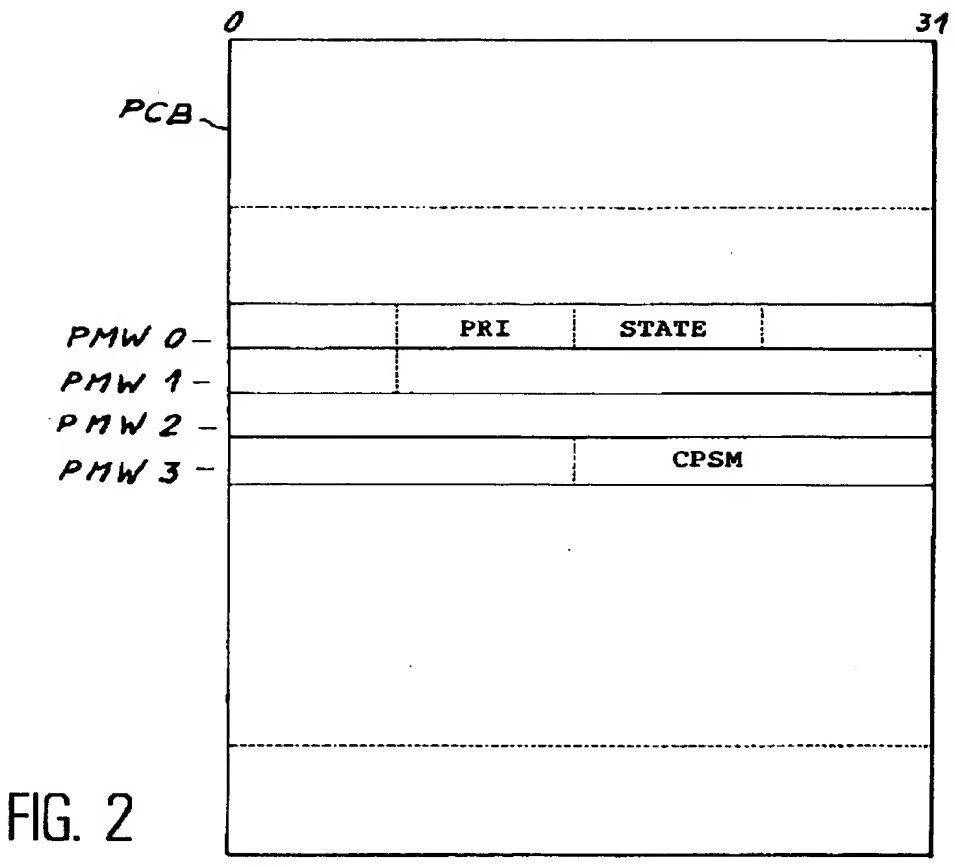 0 31
PCB
PMW 0 PRI STATE
PMW 1
PMW 2
PMW 3 CPSM
FIG. 2